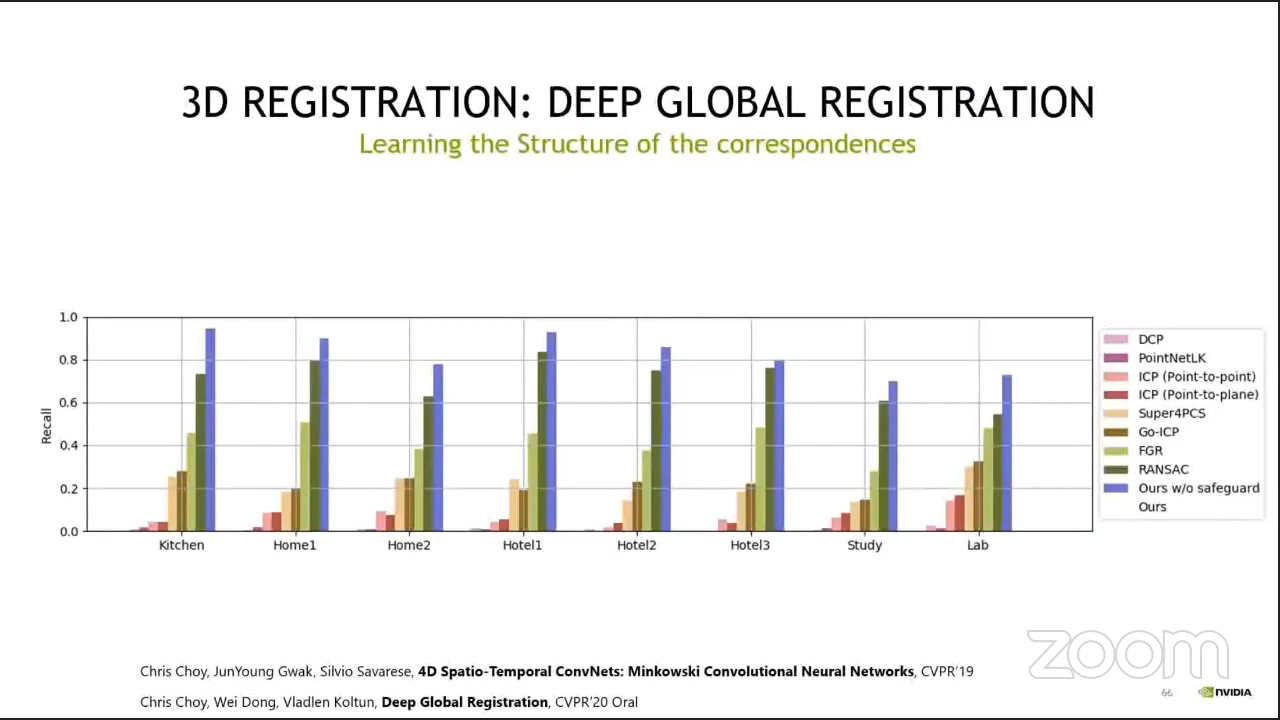 3D REGISTRATION: DEEP GLOBAL REGISTRATION
Learning the Structure of the correspondences
1.0
0.8
0.6
0.4
0.2
0.0
Recall
Kitchen Home1 Home2 Hotel1 Hotel2 Hotel3 Study Lab
DCP
PointNetLK
ICP (Point-to-point)
ICP (Point-to-plane)
Super4PCS
Go-ICP
FGR
RANSAC
Ours w/o safeguard
Ours
Chris Choy, JunYoung Gwak, Silvio Savarese, 4D Spatio-Temporal ConvNets: Minkowski Convolutional Neural Networks, CVPR'19
Chris Choy, Wei Dong, Vladlen Koltun, Deep Global Registration, CVPR'20 Oral
zoom
66 NVIDIA